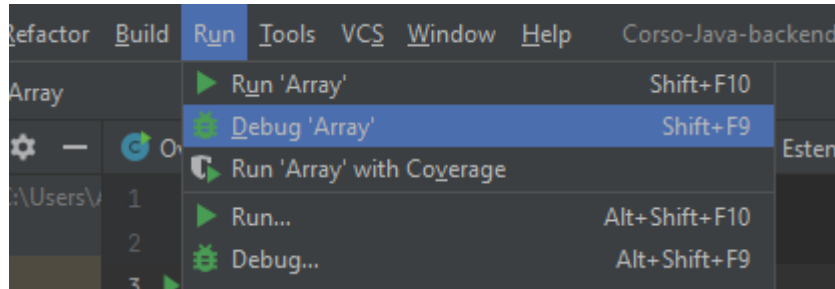 Refactor Build Run Tools VCS Window Help Corso-Java-backend
Array
Run 'Array' Shift+F10
Debug 'Array' Shift+F9
Run 'Array' with Coverage
Run... Alt+Shift+F10
Debug... Alt+Shift+F9
:\Users\
1
2
3